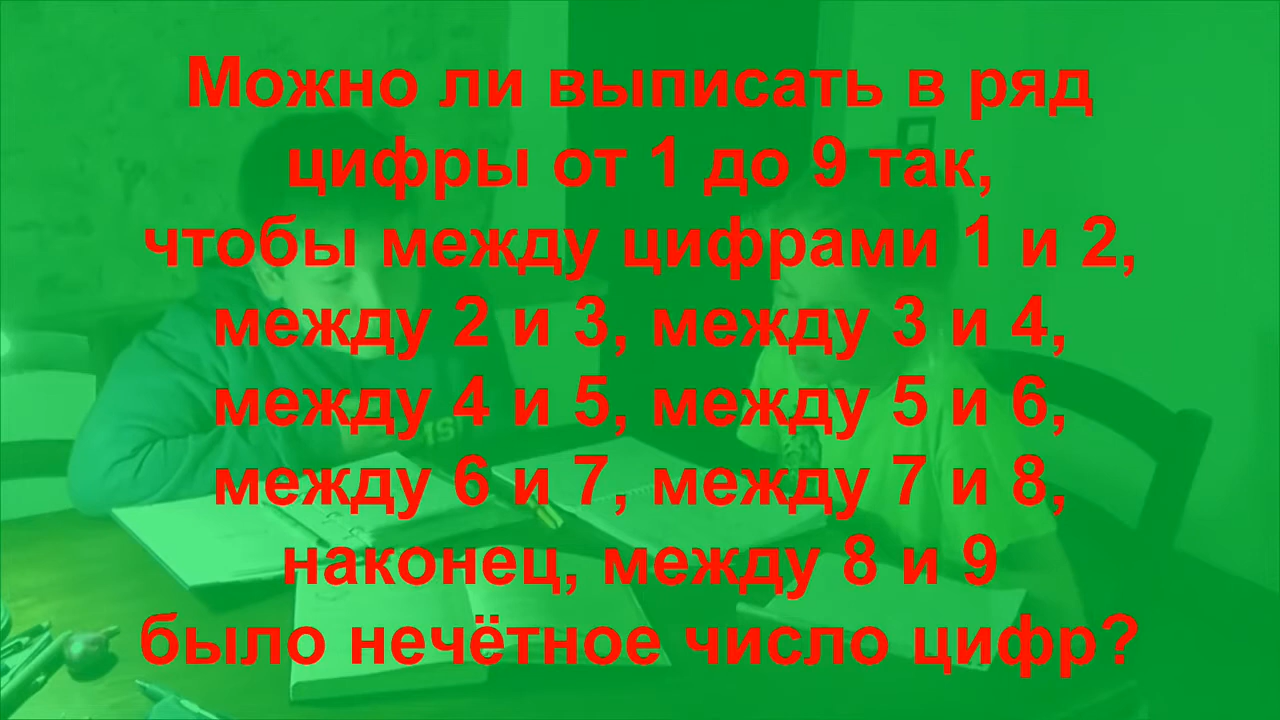 Можно ли выписать в ряд
цифры от 1 до 9 так,
чтобы между цифрами 1 и 2,
между 2 и 3, между 3 и 4,
между 4 и 5, между 5 и 6,
между 6 и 7, между 7 и 8,
наконец, между 8 и 9
было нечётное число цифр?